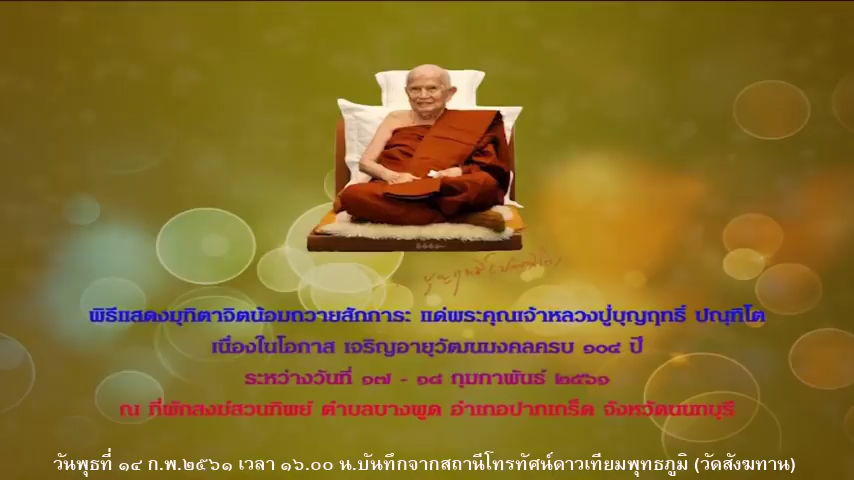 พิธีแสดงมุทิตาจิตน้อมถวายสักการะ แด่พระคุณเจ้าหลวงปู่บุญฤทธิ์ ปณฺฑิโต
เนื่องในโอกาส เจริญอายุวัฒนมงคลครบ ๑๐๔ ปี
ระหว่างวันที่ ๑๗ - ๑๘ กุมภาพันธ์ ๒๕๖๑
ณ ที่พักสงฆ์สวนทิพย์ ตำบลบางพูด อำเภอปากเกร็ด จังหวัดนนทบุรี
วันพุธที่ ๑๔ ก.พ.๒๕๖๑ เวลา ๑๖.๐๐ น.บันทึกจากสถานีโทรทัศน์ดาวเทียมพุทธภูมิ (วัดสังฆทาน)